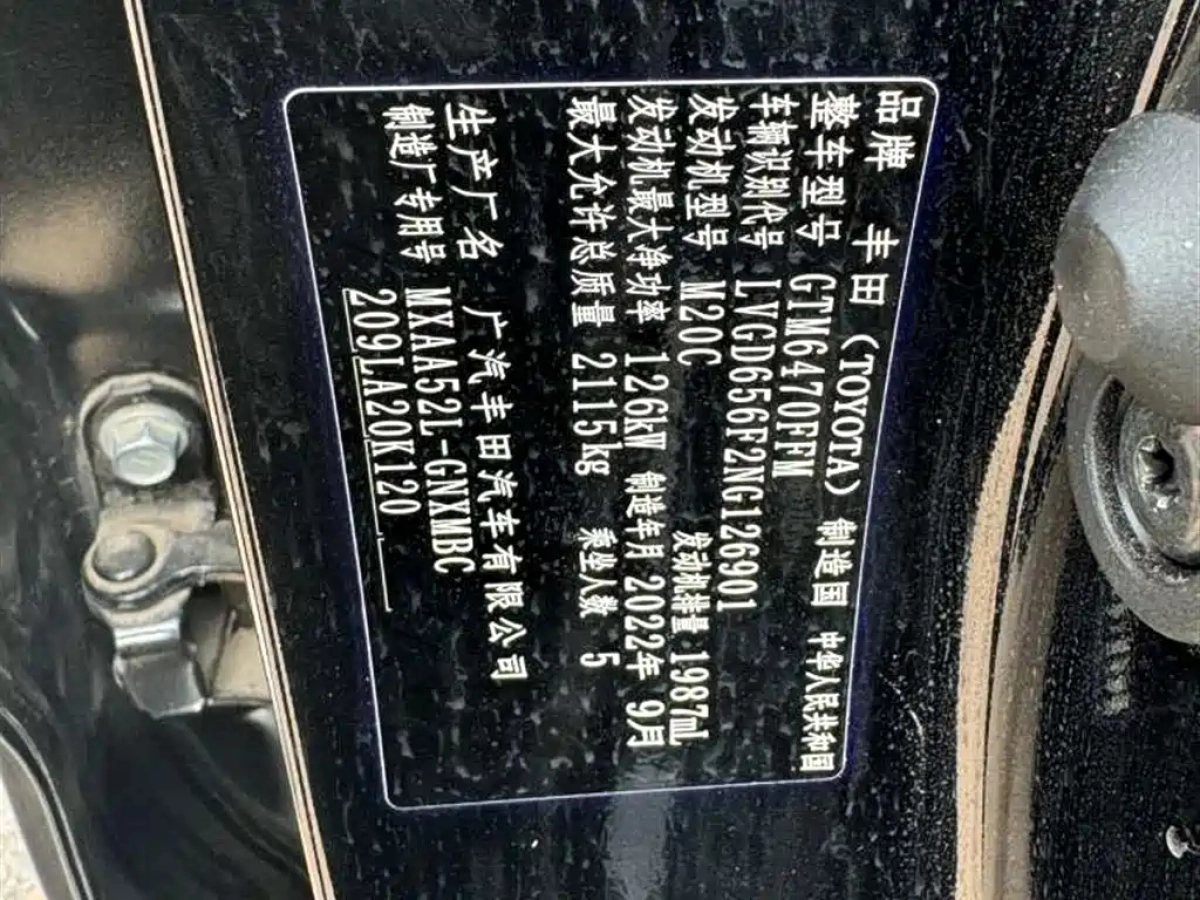 品牌 丰田（TOYOTA） 制造国 中华人民共和国
整车型号 GTM6470FFM
车辆识别代号 LVGD656F2NG126901
发动机型号 M20C 发动机排量 1987mL
发动机最大净功率 126kW 制造年月 2022年 9月
最大允许总质量 2115kg 乘坐人数 5
生产厂名 广汽丰田汽车有限公司
制造厂专用号 MXAA52L-GNXMBC
209LA20K120